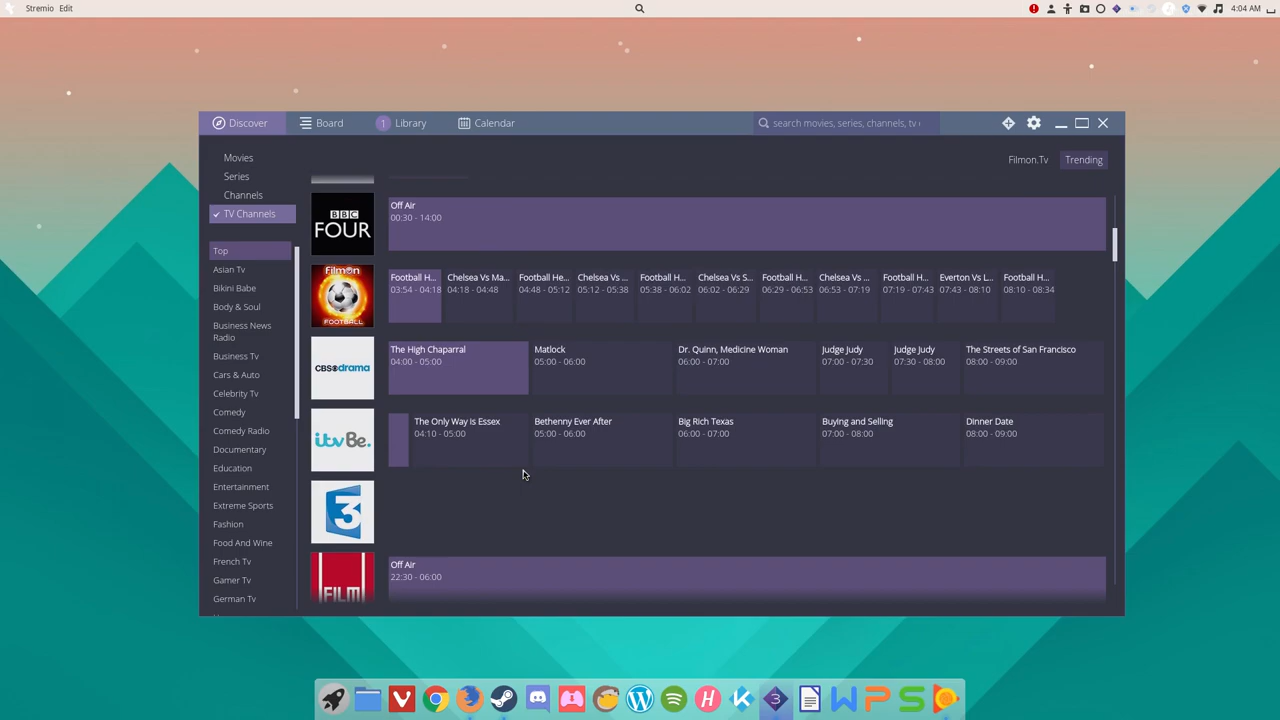 Stremio Edit
4:04 AM
Discover
Board
1 Library
Calendar
search movies, series, channels, tv
Movies
Series
Channels
TV Channels
Filmon.Tv
Trending
Top
Asian Tv
Bikini Babe
Body & Soul
Business News
Radio
Business Tv
Cars & Auto
Celebrity Tv
Comedy
Comedy Radio
Documentary
Education
Entertainment
Extreme Sports
Fashion
Food And Wine
French Tv
Gamer Tv
German Tv
BBC
FOUR
Off Air
00:30 - 14:00
FilmOn
FOOTBALL
Football H... Chelsea Vs Ma... Football He... Chelsea Vs ... Football H... Chelsea Vs S... Football H... Chelsea Vs ... Football H... Everton Vs L... Football H...
03:54 - 04:18 04:18 - 04:48 04:48 - 05:12 05:12 - 05:38 05:38 - 06:02 06:02 - 06:29 06:29 - 06:53 06:53 - 07:19 07:19 - 07:43 07:43 - 08:10 08:10 - 08:34
CBS drama
The High Chaparral Matlock Dr. Quinn, Medicine Woman Judge Judy Judge Judy The Streets of San Francisco
04:00 - 05:00 05:00 - 06:00 06:00 - 07:00 07:00 - 07:30 07:30 - 08:00 08:00 - 09:00
itvBe.
The Only Way Is Essex Bethenny Ever After Big Rich Texas Buying and Selling Dinner Date
04:10 - 05:00 05:00 - 06:00 06:00 - 07:00 07:00 - 08:00 08:00 - 09:00
3
FILM
Off Air
22:30 - 06:00
H
3
W
P
S